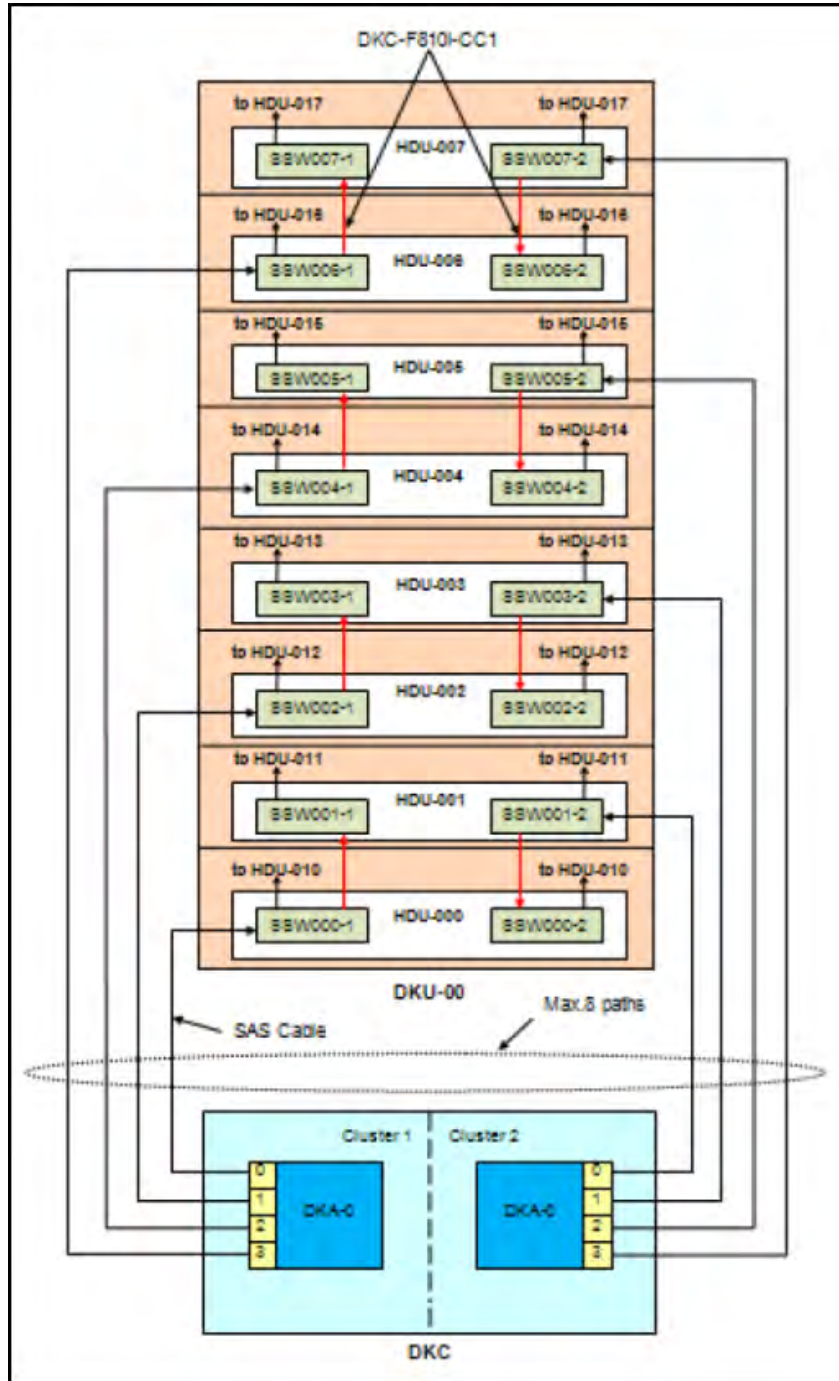 DKC-F810I-CC1
to HDU-017 to HDU-017
HDU-007
SSW007-1 SSW007-2
to HDU-016 to HDU-016
HDU-006
SSW006-1 SSW006-2
to HDU-015 to HDU-015
HDU-005
SSW005-1 SSW005-2
to HDU-014 to HDU-014
HDU-004
SSW004-1 SSW004-2
to HDU-013 to HDU-013
HDU-003
SSW003-1 SSW003-2
to HDU-012 to HDU-012
HDU-002
SSW002-1 SSW002-2
to HDU-011 to HDU-011
HDU-001
SSW001-1 SSW001-2
to HDU-010 to HDU-010
HDU-000
SSW000-1 SSW000-2
DKU-00
Max.8 paths
SAS Cable
Cluster 1 Cluster 2
0 0
1 1
DKA-0 DKA-0
2 2
3 3
DKC